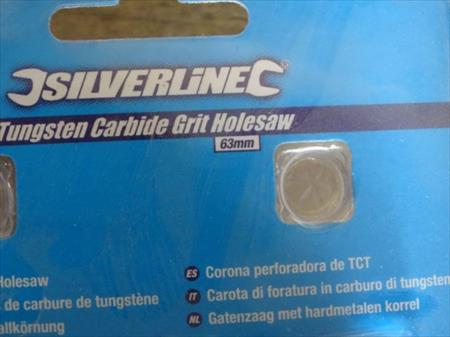 SILVERLINE
Tungsten Carbide Grit Holesaw
63mm
Holesaw
ES Corona perforadora de TCT
de carbure de tungstène
IT Carota di foratura in carburo di tungsten
allkörnung
NL Gatenzaag met hardmetalen korrel